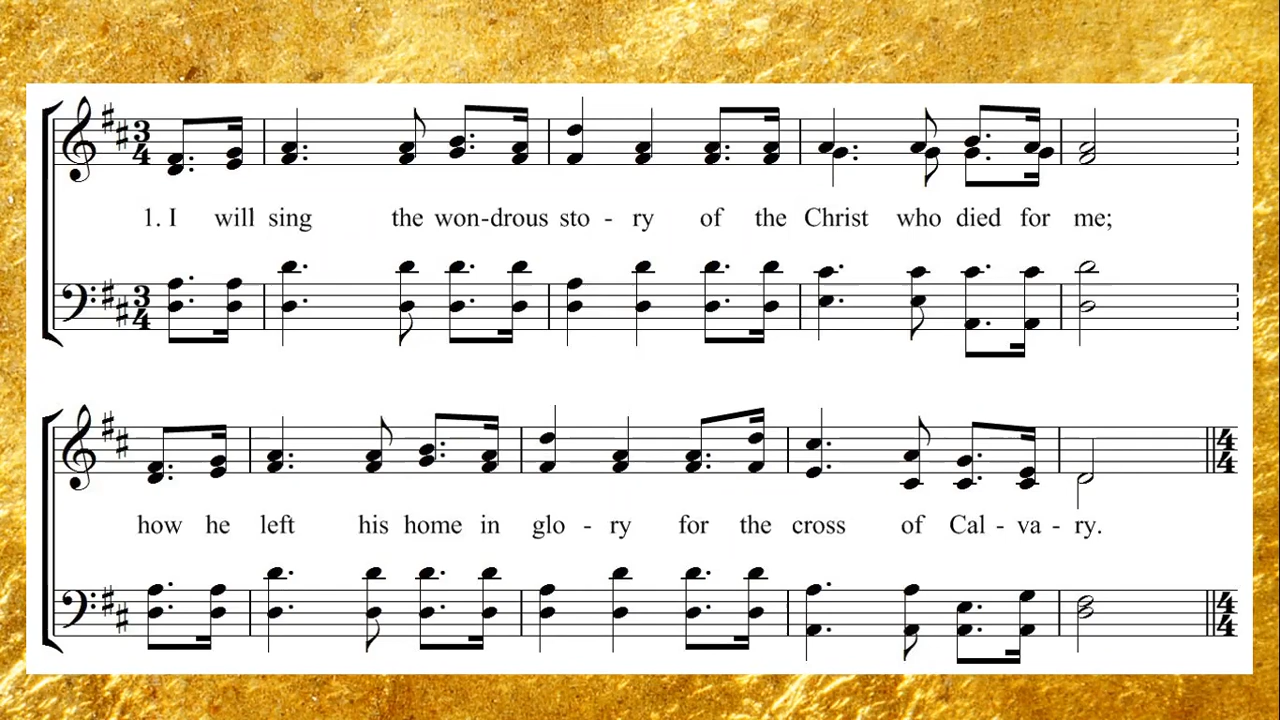 1. I will sing the won-drous sto - ry of the Christ who died for me;
how he left his home in glo - ry for the cross of Cal - va - ry.